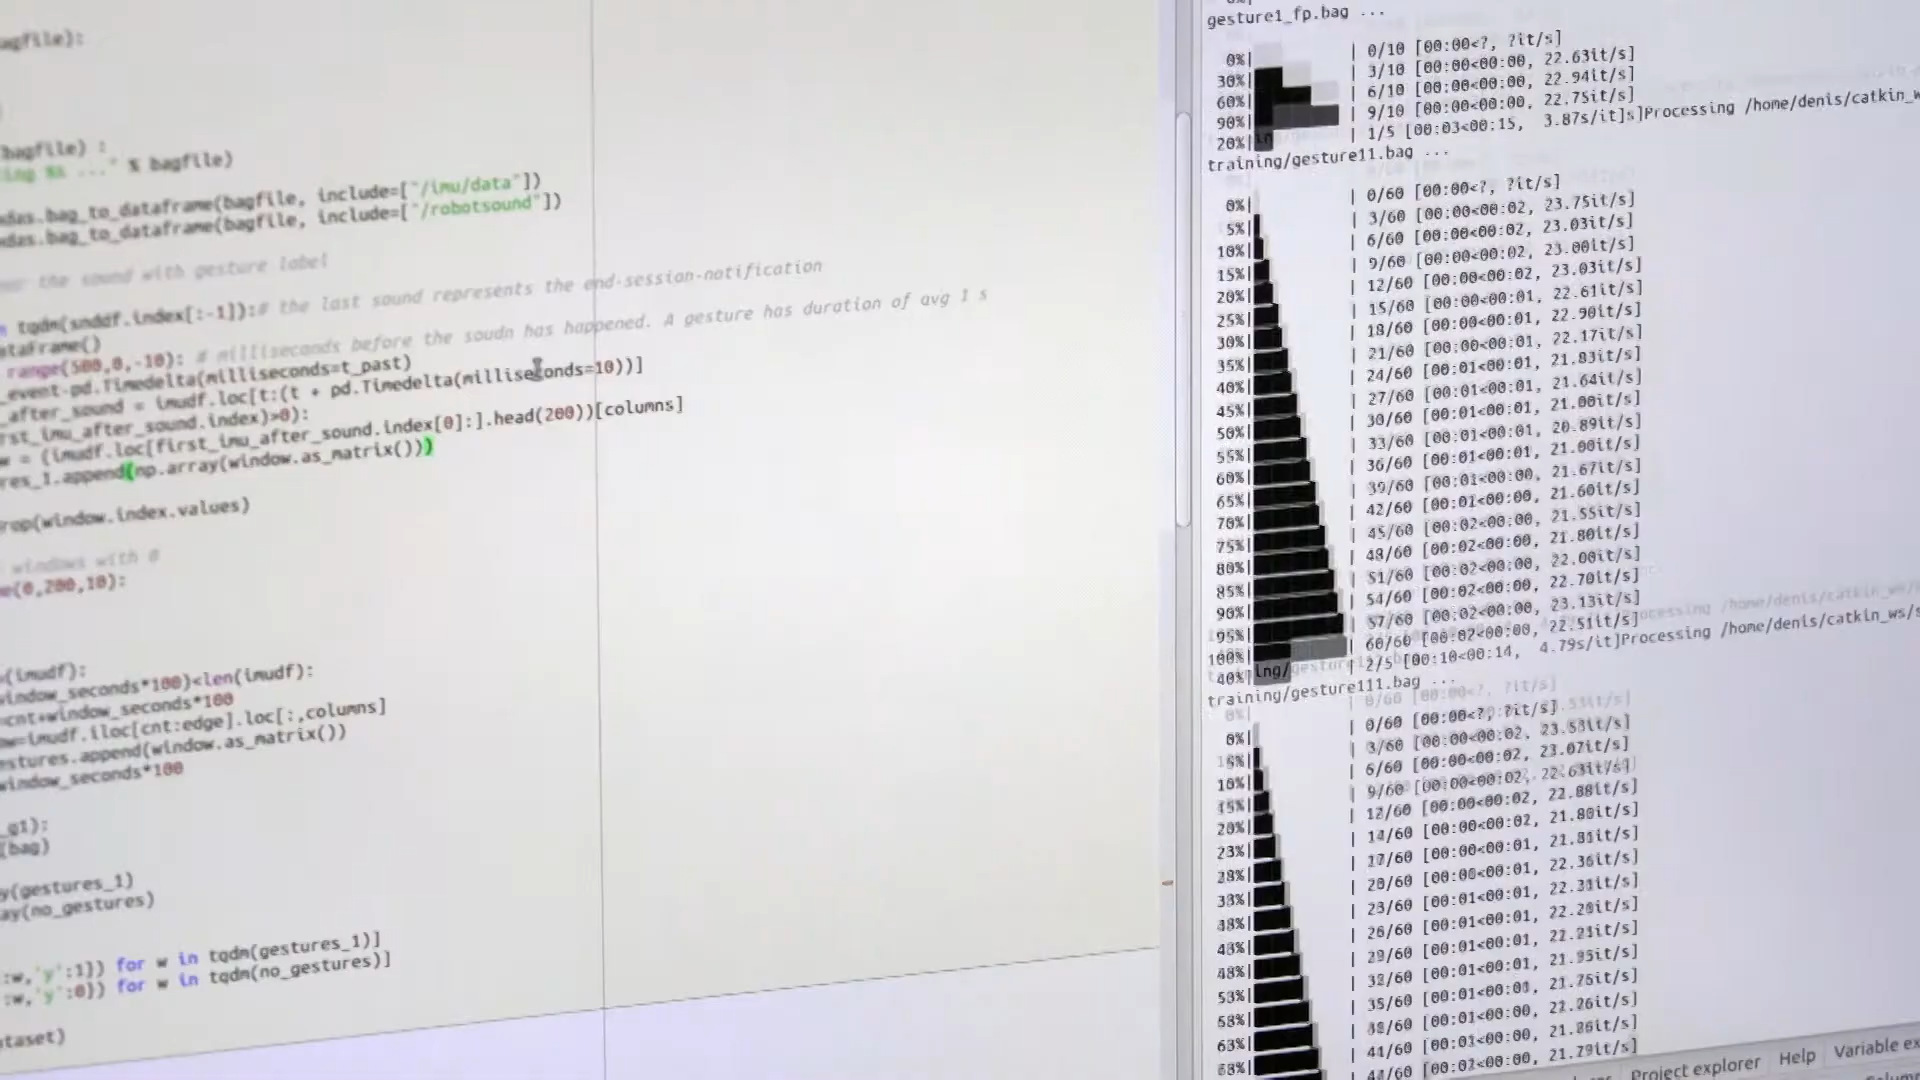 agfile):
bagfile) :
ing %s ..." % bagfile)
das.bag_to_dataframe(bagfile, include=["/imu/data"])
das.bag_to_dataframe(bagfile, include=["/robotsound"])
the sound with gesture label
tqdm(snddf.index[:-1]):# the last sound represents the end-session-notification
taFrame()
range(500,0,-10): # milliseconds before the soudn has happened. A gesture has duration of avg 1 s
_event-pd.Timedelta(milliseconds=t_past)
_after_sound = imudf.loc[t:(t + pd.Timedelta(milliseconds=10))]
rst_imu_after_sound.index)>0):
w = (imudf.loc[first_imu_after_sound.index[0]:].head(200))[columns]
res_1.append(np.array(window.as_matrix()))
rop(window.index.values)
windows with 0
e(0,200,10):
(imudf):
window_seconds*100)<len(imudf):
=cnt+window_seconds*100
ow=imudf.iloc[cnt:edge].loc[:,columns]
estures.append(window.as_matrix())
window_seconds*100
_g1):
(bag)
y(gestures_1)
ay(no_gestures)
:w,'y':1}) for w in tqdm(gestures_1)]
:w,'y':0}) for w in tqdm(no_gestures)]
taset)
gesture1_fp.bag ...
0%| | 0/10 [00:00<?, ?it/s]
30% | 3/10 [00:00<00:00, 22.63it/s]
60%| | 6/10 [00:00<00:00, 22.94it/s]
90%| | 9/10 [00:00<00:00, 22.75it/s]
20%| | 1/5 [00:03<00:15, 3.87s/it]s]Processing /home/denis/catkin_w
training/gesture11.bag ...
0%| | 0/60 [00:00<?, ?it/s]
5%| | 3/60 [00:00<00:02, 23.75it/s]
10%| | 6/60 [00:00<00:02, 23.03it/s]
15%| | 9/60 [00:00<00:02, 23.00it/s]
20%| | 12/60 [00:00<00:02, 23.03it/s]
25%| | 15/60 [00:00<00:01, 22.61it/s]
30%| | 18/60 [00:00<00:01, 22.90it/s]
35%| | 21/60 [00:00<00:01, 22.17it/s]
40%| | 24/60 [00:01<00:01, 21.83it/s]
45%| | 27/60 [00:01<00:01, 21.64it/s]
50%| | 30/60 [00:01<00:01, 21.00it/s]
55%| | 33/60 [00:01<00:01, 20.89it/s]
60%| | 36/60 [00:01<00:01, 21.00it/s]
65%| | 39/60 [00:01<00:00, 21.67it/s]
70%| | 42/60 [00:01<00:00, 21.60it/s]
75%| | 45/60 [00:02<00:00, 21.55it/s]
80%| | 48/60 [00:02<00:00, 21.80it/s]
85%| | 51/60 [00:02<00:00, 22.00it/s]
90%| | 54/60 [00:02<00:00, 22.70it/s]
95%| | 57/60 [00:02<00:00, 23.13it/s]
100%| | 60/60 [00:02<00:00, 22.51it/s]
40%| | 2/5 [00:10<00:14, 4.79s/it]Processing /home/denis/catkin_ws/s
training/gesture111.bag ...
0%| | 0/60 [00:00<?, ?it/s]
5%| | 3/60 [00:00<00:02, 23.53it/s]
10%| | 6/60 [00:00<00:02, 23.07it/s]
15%| | 9/60 [00:00<00:02, 22.63it/s]
20%| | 12/60 [00:00<00:02, 22.88it/s]
23%| | 14/60 [00:00<00:02, 21.80it/s]
28%| | 17/60 [00:00<00:01, 21.81it/s]
33%| | 20/60 [00:00<00:01, 22.36it/s]
38%| | 23/60 [00:01<00:01, 22.31it/s]
43%| | 26/60 [00:01<00:01, 22.20it/s]
48%| | 29/60 [00:01<00:01, 22.21it/s]
53%| | 32/60 [00:01<00:01, 21.95it/s]
58%| | 35/60 [00:01<00:01, 21.75it/s]
63%| | 38/60 [00:01<00:00, 22.26it/s]
68%| | 41/60 [00:01<00:00, 21.86it/s]
44/60 [00:02<00:00, 21.29it/s]
Project explorer Help Variable ex